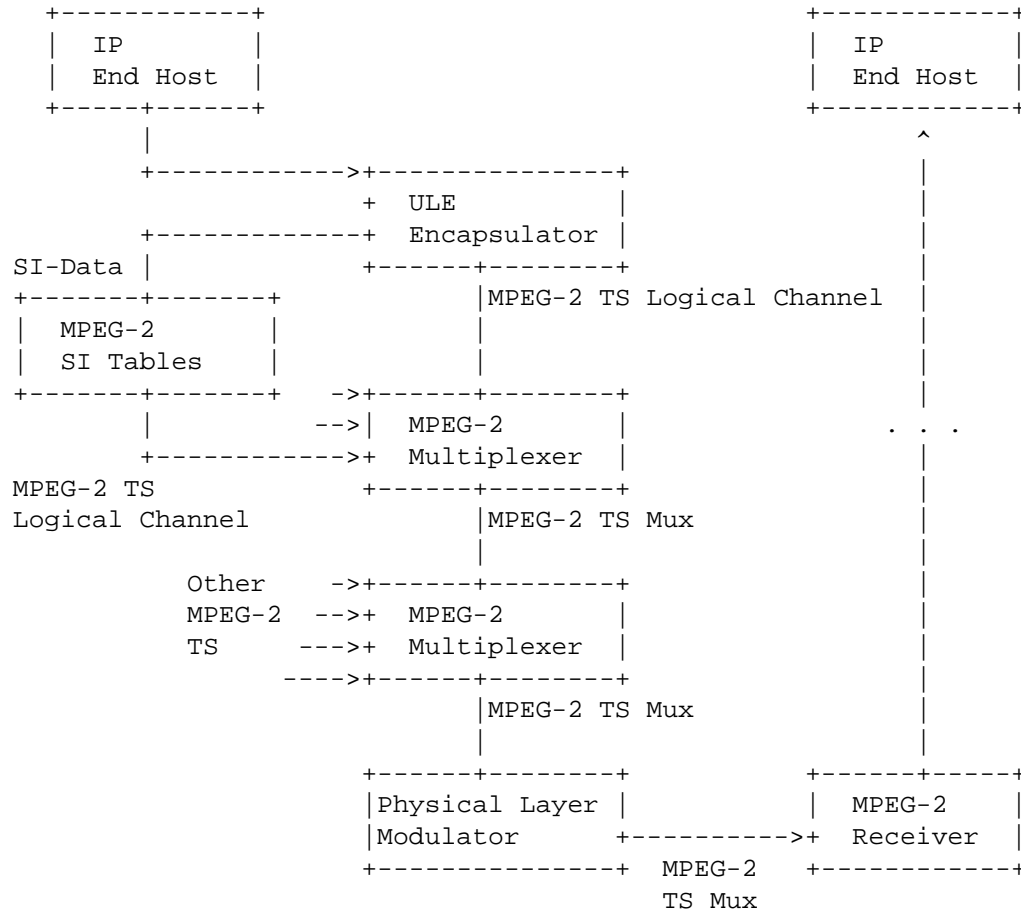 IP IP
End Host End Host
ULE
Encapsulator
SI-Data
MPEG-2 TS Logical Channel
MPEG-2
SI Tables
MPEG-2
. . .
Multiplexer
MPEG-2 TS
Logical Channel MPEG-2 TS Mux
Other
MPEG-2 MPEG-2
TS Multiplexer
MPEG-2 TS Mux
Physical Layer MPEG-2
Modulator Receiver
MPEG-2
TS Mux